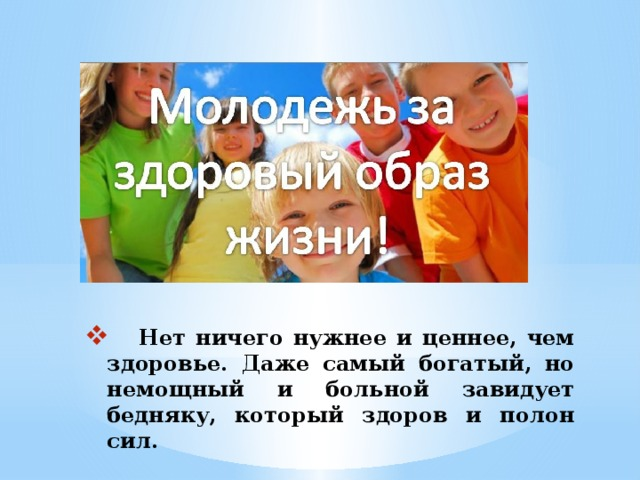 Молодежь за
здоровый образ
жизни!
❖ Нет ничего нужнее и ценнее, чем
здоровье. Даже самый богатый, но
немощный и больной завидует
бедняку, который здоров и полон
сил.